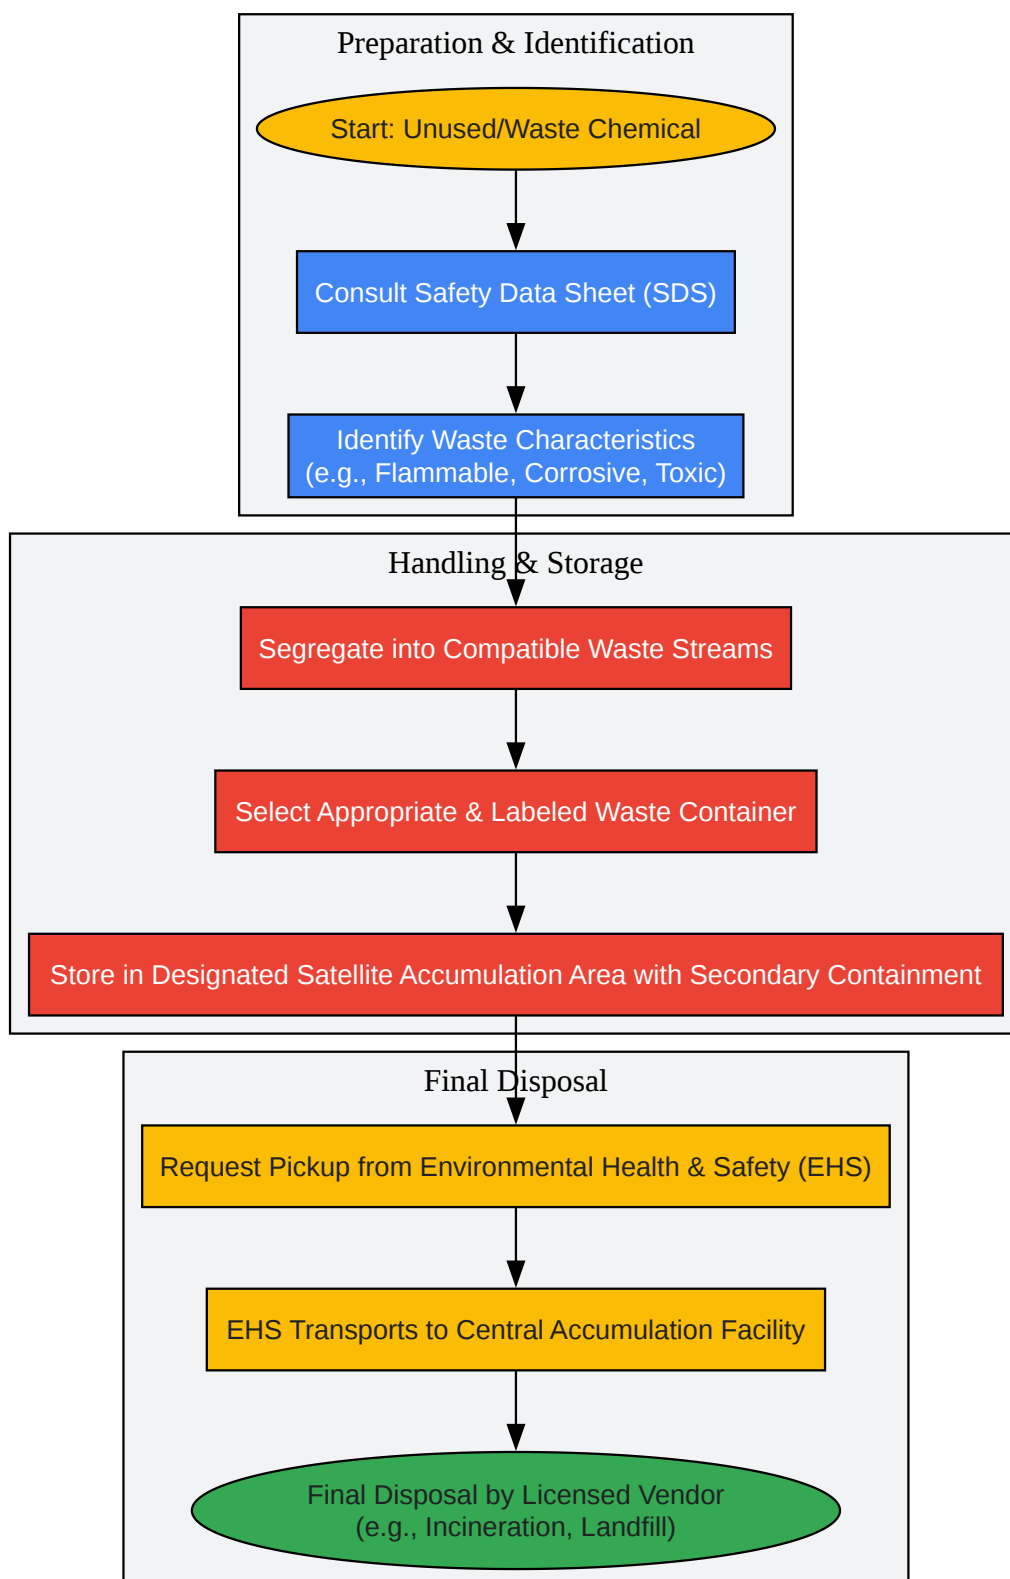 Preparation & Identification
Start: Unused/Waste Chemical
Consult Safety Data Sheet (SDS)
Identify Waste Characteristics
(e.g., Flammable, Corrosive, Toxic)
Handling & Storage
Segregate into Compatible Waste Streams
Select Appropriate & Labeled Waste Container
Store in Designated Satellite Accumulation Area with Secondary Containment
Final Disposal
Request Pickup from Environmental Health & Safety (EHS)
EHS Transports to Central Accumulation Facility
Final Disposal by Licensed Vendor
(e.g., Incineration, Landfill)